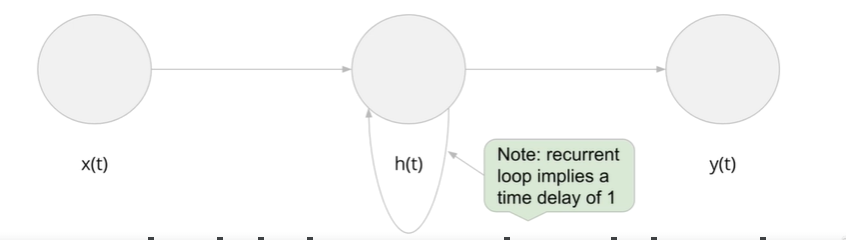 x(t)
h(t)
y(t)
Note: recurrent
loop implies a
time delay of 1